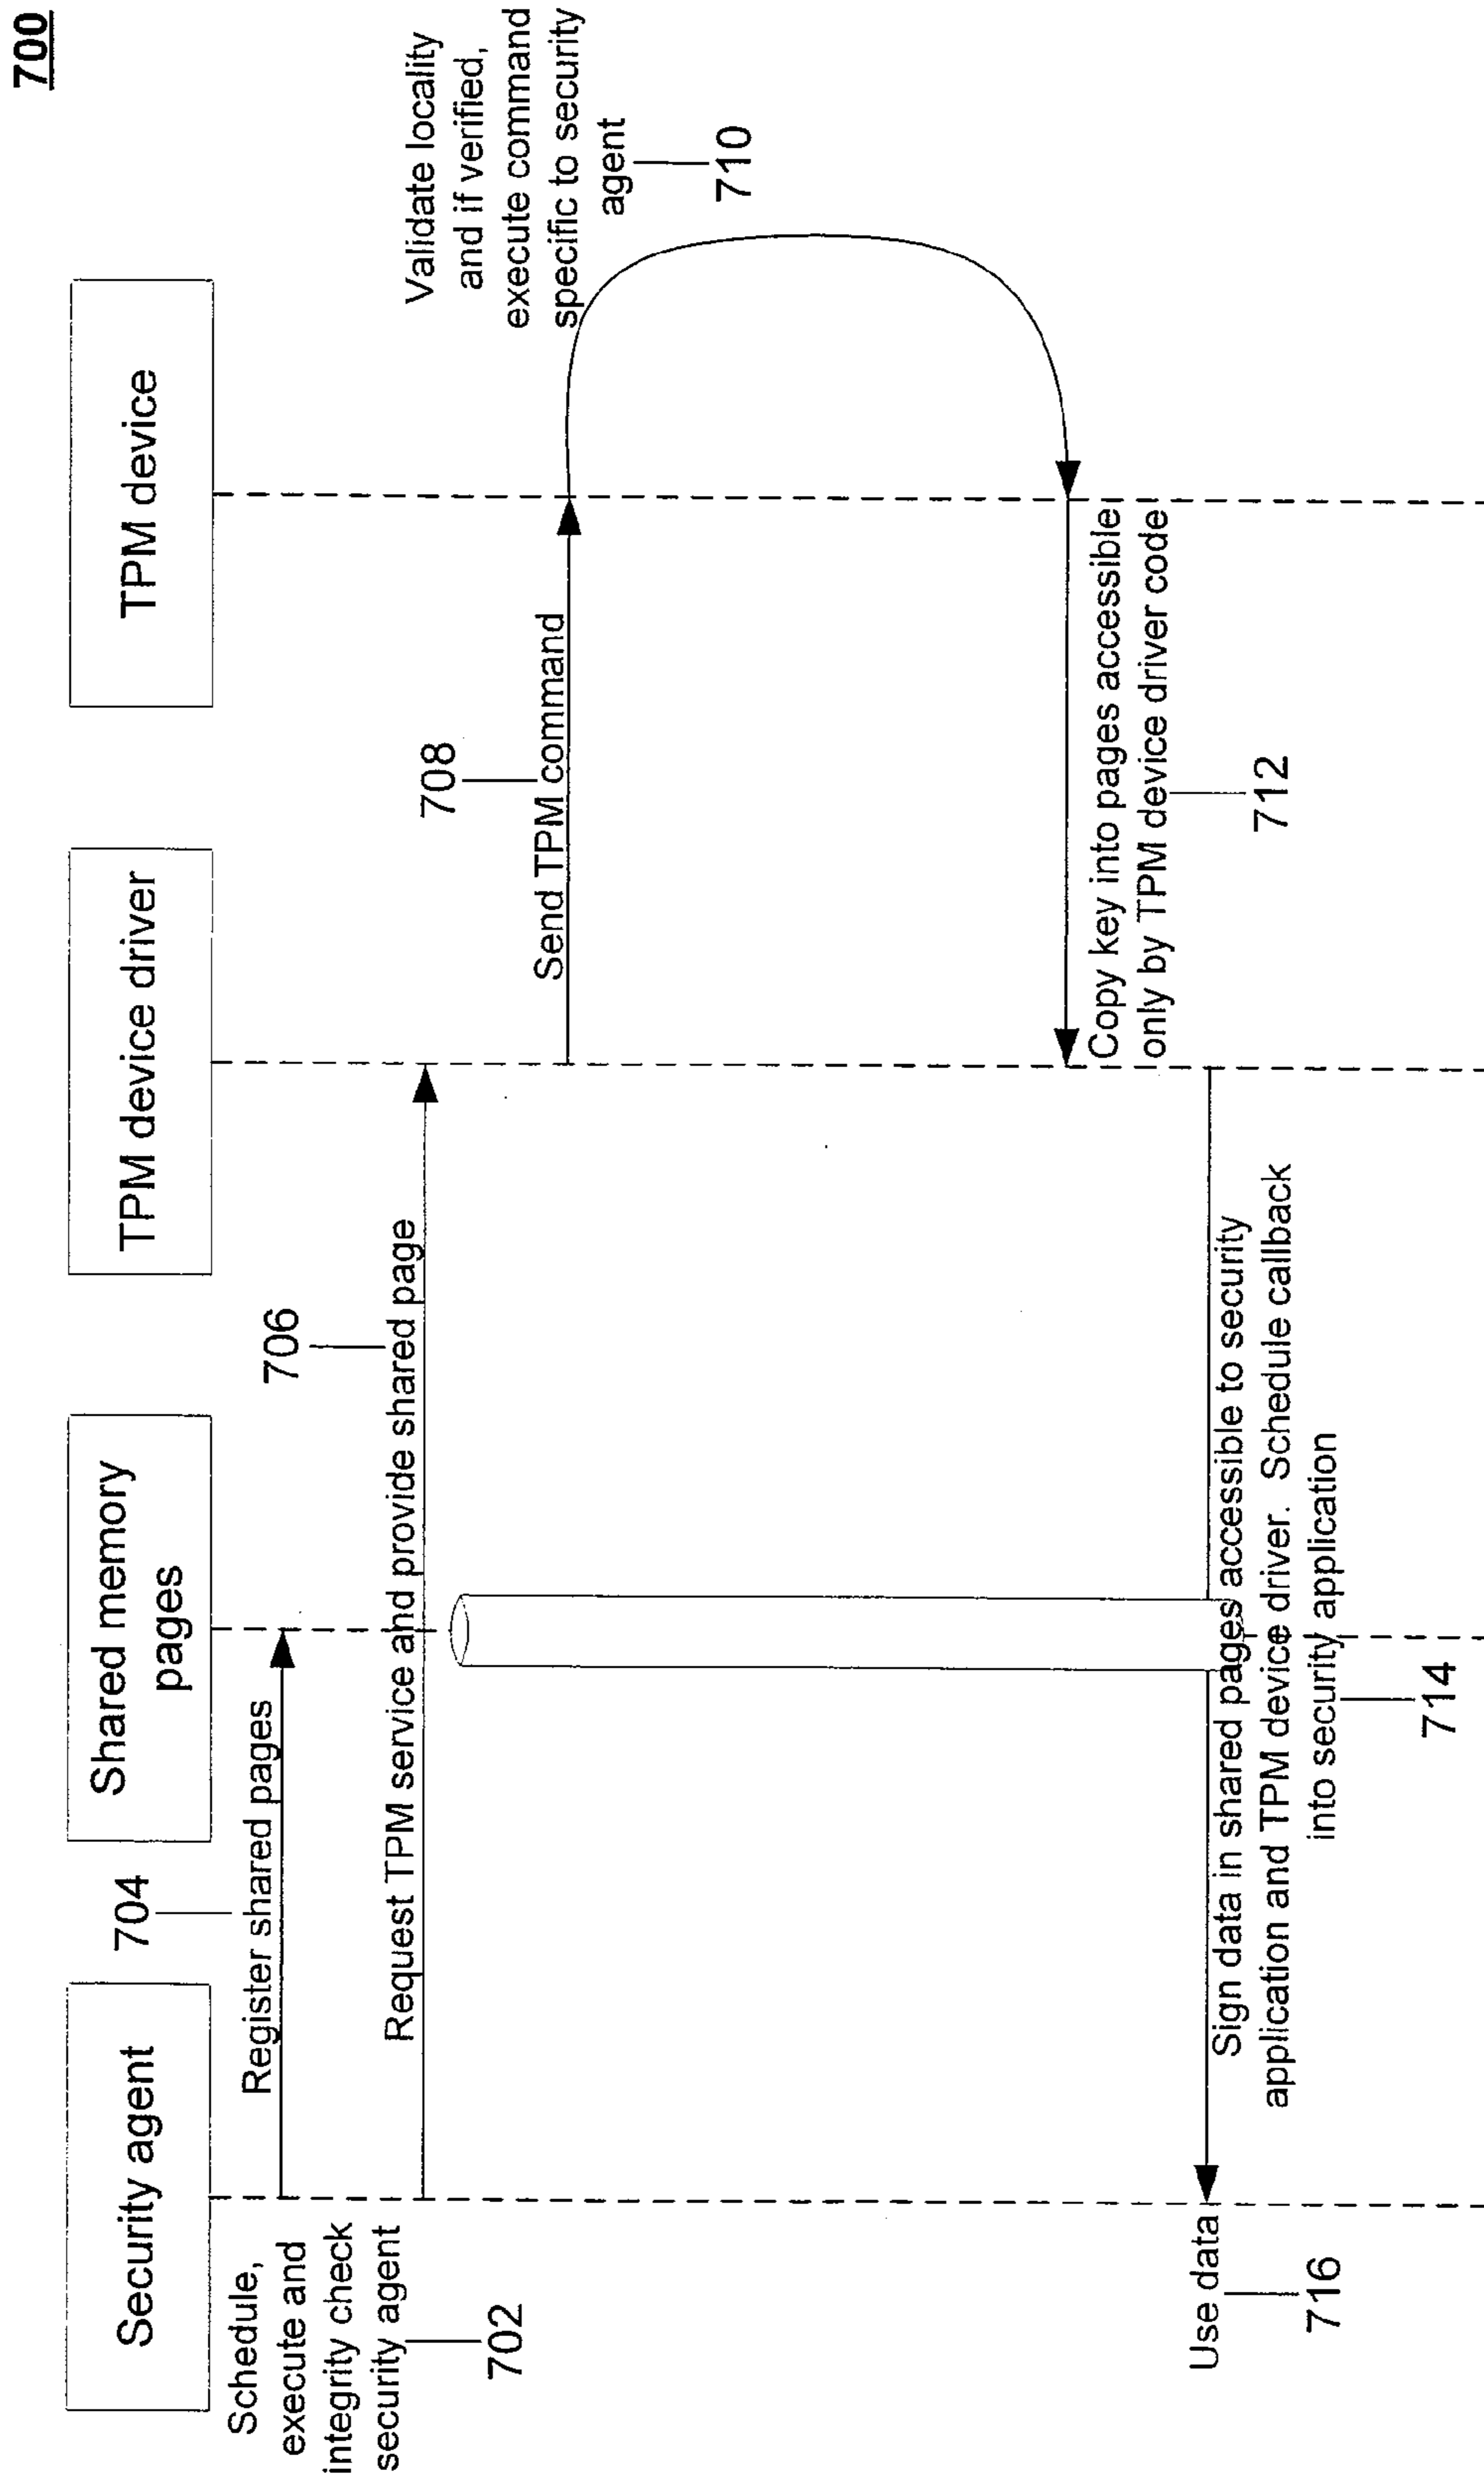 700
Security agent
Shared memory
pages
TPM device driver
TPM device
Schedule,
execute and
integrity check
security agent
702
704
Register shared pages
706
Request TPM service and provide shared page
708
Send TPM command
Validate locality
and if verified,
execute command
specific to security
agent
710
Copy key into pages accessible
only by TPM device driver code
712
Sign data in shared pages accessible to security
application and TPM device driver. Schedule callback
into security application
714
Use data
716